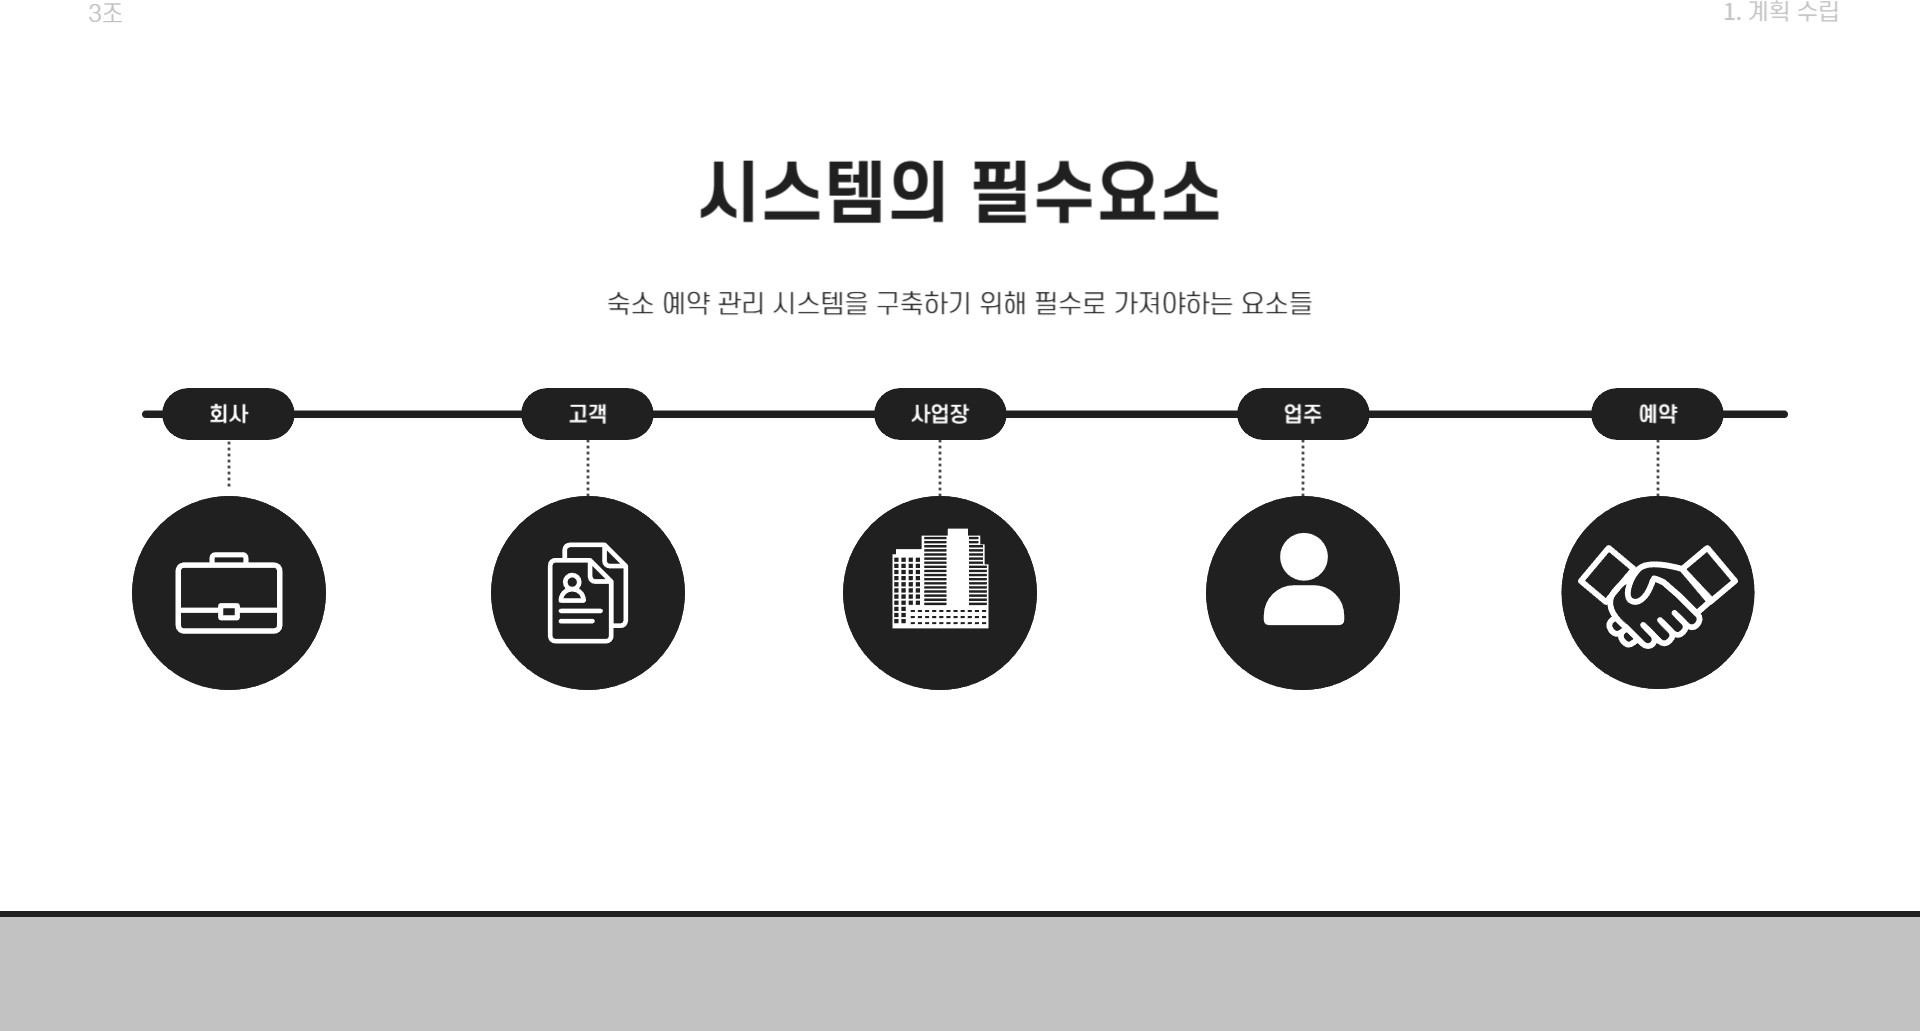 3조
1. 계획 수립
시스템의 필수요소
숙소 예약 관리 시스템을 구축하기 위해 필수로 가져야하는 요소들
회사
고객
사업장
업주
예약